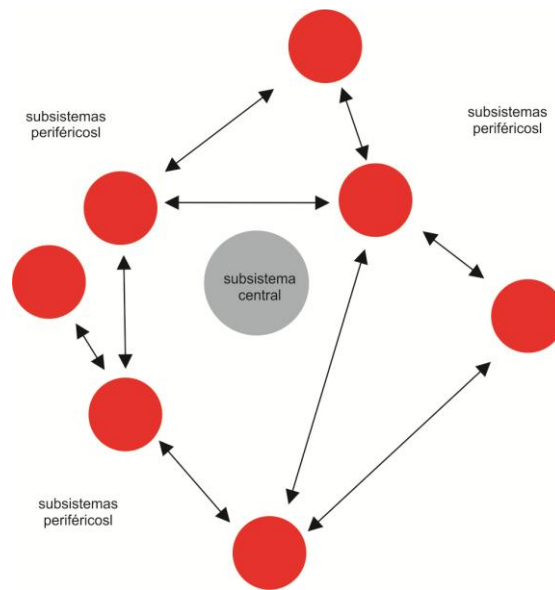 subsistemas
periféricosl
subsistemas
periféricosl
subsistema
central
subsistemas
periféricosl